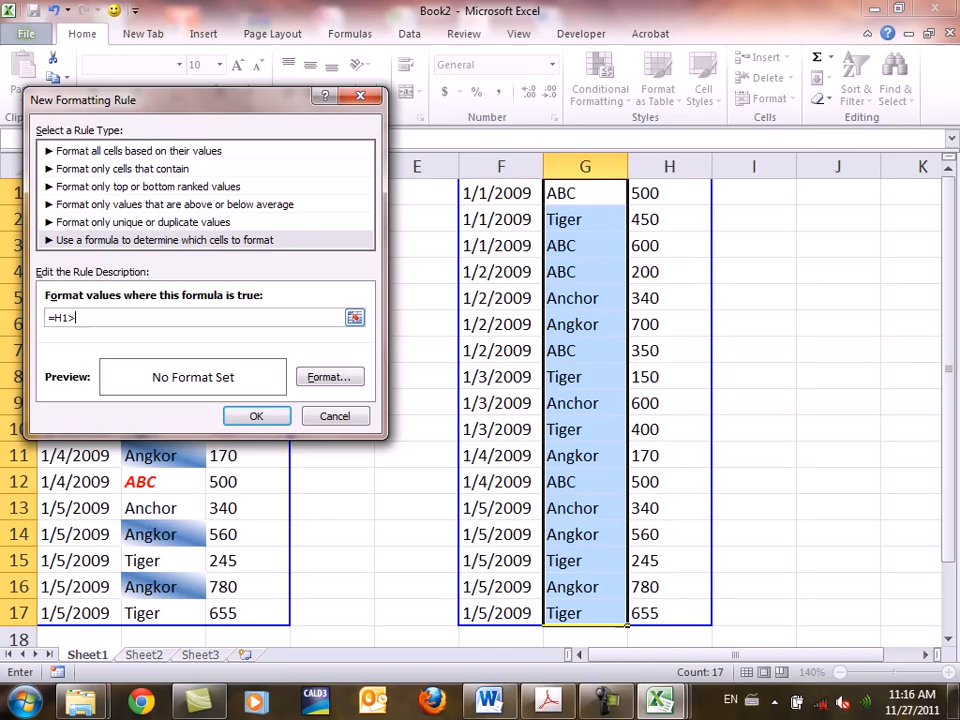 Book2 - Microsoft Excel
File Home New Tab Insert Page Layout Formulas Data Review View Developer Acrobat
10 A A General Insert Σ
Conditional Formatting Format as Table Cell Styles Delete Sort & Filter Find & Select
$ % , Format
Number Styles Cells Editing
New Formatting Rule
Select a Rule Type:
► Format all cells based on their values
► Format only cells that contain
► Format only top or bottom ranked values
► Format only values that are above or below average
► Format only unique or duplicate values
► Use a formula to determine which cells to format
Edit the Rule Description:
Format values where this formula is true:
=H1>
Preview: No Format Set Format...
OK Cancel
E F G H I J K
1/1/2009 ABC 500
1/1/2009 Tiger 450
1/1/2009 ABC 600
1/2/2009 ABC 200
1/2/2009 Anchor 340
1/2/2009 Angkor 700
1/2/2009 ABC 350
1/3/2009 Tiger 150
1/3/2009 Anchor 600
1/3/2009 Tiger 400
11 1/4/2009 Angkor 170 1/4/2009 Angkor 170
12 1/4/2009 ABC 500 1/4/2009 ABC 500
13 1/5/2009 Anchor 340 1/5/2009 Anchor 340
14 1/5/2009 Angkor 560 1/5/2009 Angkor 560
15 1/5/2009 Tiger 245 1/5/2009 Tiger 245
16 1/5/2009 Angkor 780 1/5/2009 Angkor 780
17 1/5/2009 Tiger 655 1/5/2009 Tiger 655
18
Sheet1 Sheet2 Sheet3
Enter Count: 17 140%
CALD3 EN 11:16 AM
11/27/2011